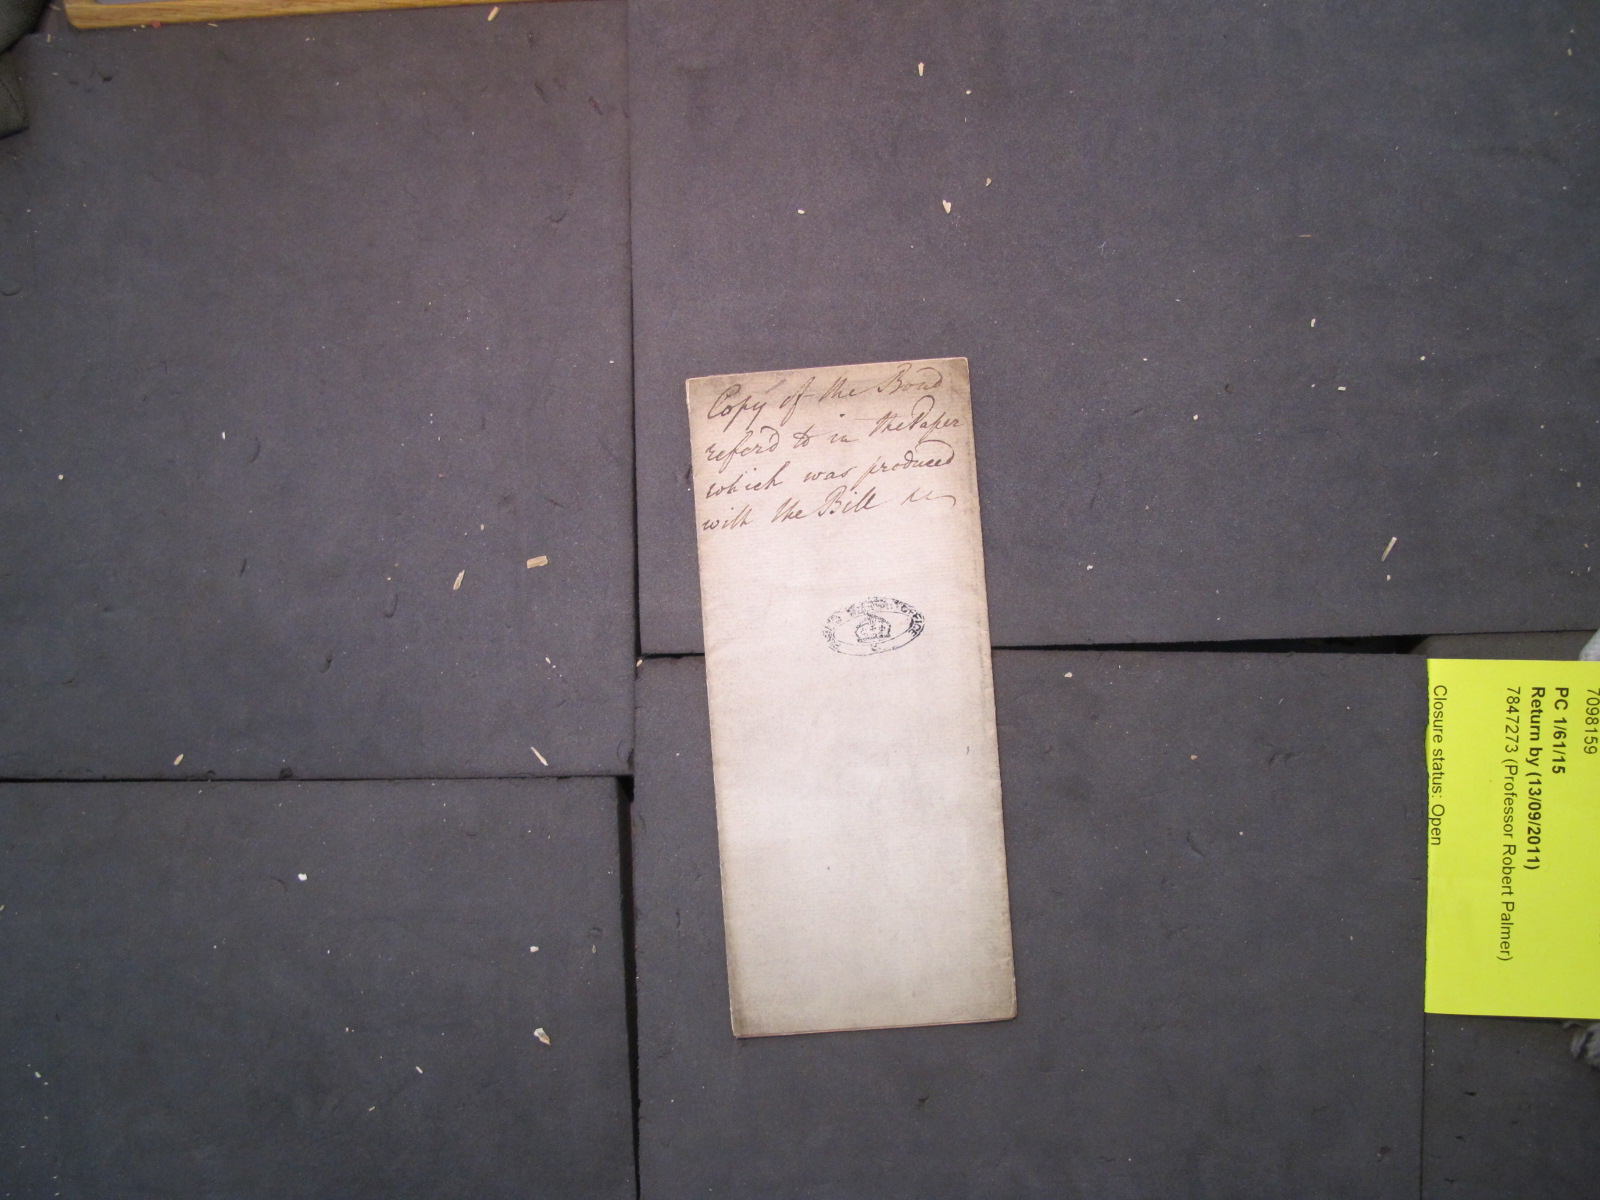 Copy of the Bond
referd to in the Paper
which was produced
with the Bill
OFFICE
7098159
PC 1/61/15
Return by (13/09/2011)
7847273 (Professor Robert Palmer)
Closure status: Open